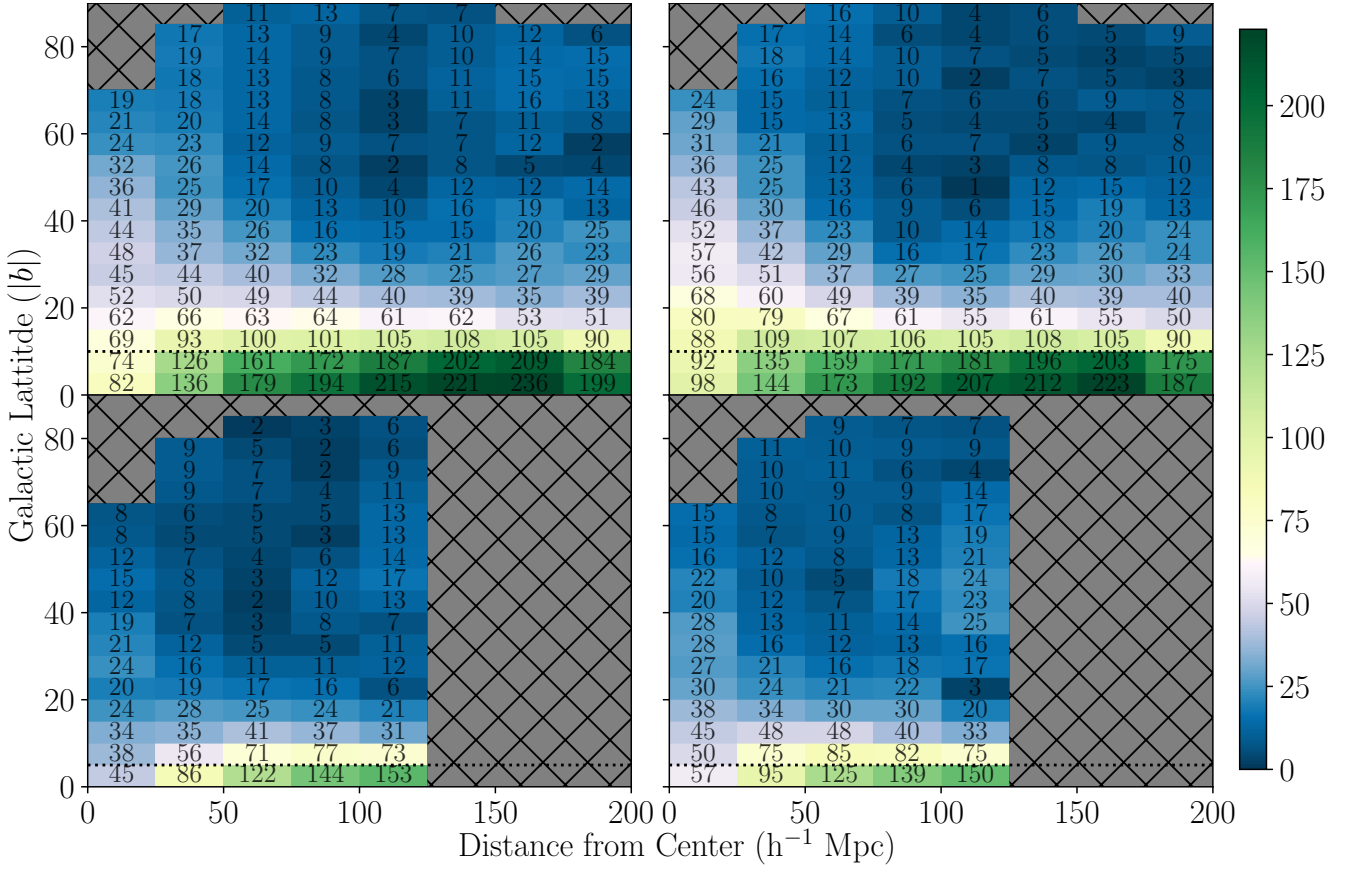 Galactic Lattitde (|b|)
80
60
40
20
0
11 13 7 7
17 13 9 4 10 12 6
19 14 9 7 10 14 15
18 13 8 6 11 15 15
19 18 13 8 3 11 16 13
21 20 14 8 3 7 11 8
24 23 12 9 7 7 12 2
32 26 14 8 2 8 5 4
36 25 17 10 4 12 12 14
41 29 20 13 10 16 19 13
44 35 26 16 15 15 20 25
48 37 32 23 19 21 26 23
45 44 40 32 28 25 27 29
52 50 49 44 40 39 35 39
62 66 63 64 61 62 53 51
69 93 100 101 105 108 105 90
74 126 161 172 187 202 209 184
82 136 179 194 215 221 236 199
16 10 4 6
17 14 6 4 6 5 9
18 14 10 7 5 3 5
16 12 10 2 7 5 3
24 15 11 7 6 6 9 8
29 15 13 5 4 5 4 7
31 21 11 6 7 3 9 8
36 25 12 4 3 8 8 10
43 25 13 6 1 12 15 12
46 30 16 9 6 15 19 24
52 37 23 10 14 18 20 24
57 42 29 16 17 23 26 24
56 51 37 27 25 29 30 33
68 60 49 39 35 40 39 40
80 79 67 61 55 61 55 50
88 109 107 106 105 108 105 90
92 135 159 171 181 196 203 175
98 144 173 192 207 212 223 187
80
60
40
20
0
2 3 6
9 5 2 6
9 7 2 9
9 7 4 11
8 6 5 5 13
8 5 5 3 13
12 7 4 6 14
15 8 3 12 17
12 8 2 10 13
19 7 3 8 7
21 12 5 5 11
24 16 11 11 12
20 19 17 16 6
24 28 25 24 21
34 35 41 37 31
38 56 71 77 73
45 86 122 144 153
9 7 7
11 10 9 9
10 11 6 4
10 9 9 14
15 8 10 8 17
15 7 9 13 19
16 12 8 13 21
22 10 5 18 24
20 12 7 17 23
28 13 11 14 25
28 16 12 13 16
27 21 16 18 17
30 24 21 22 3
38 34 30 30 20
45 48 48 40 33
50 75 85 82 75
57 95 125 139 150
0 50 100 150 200
0 50 100 150 200
Distance from Center (h⁻¹ Mpc)
200
175
150
125
100
75
50
25
0